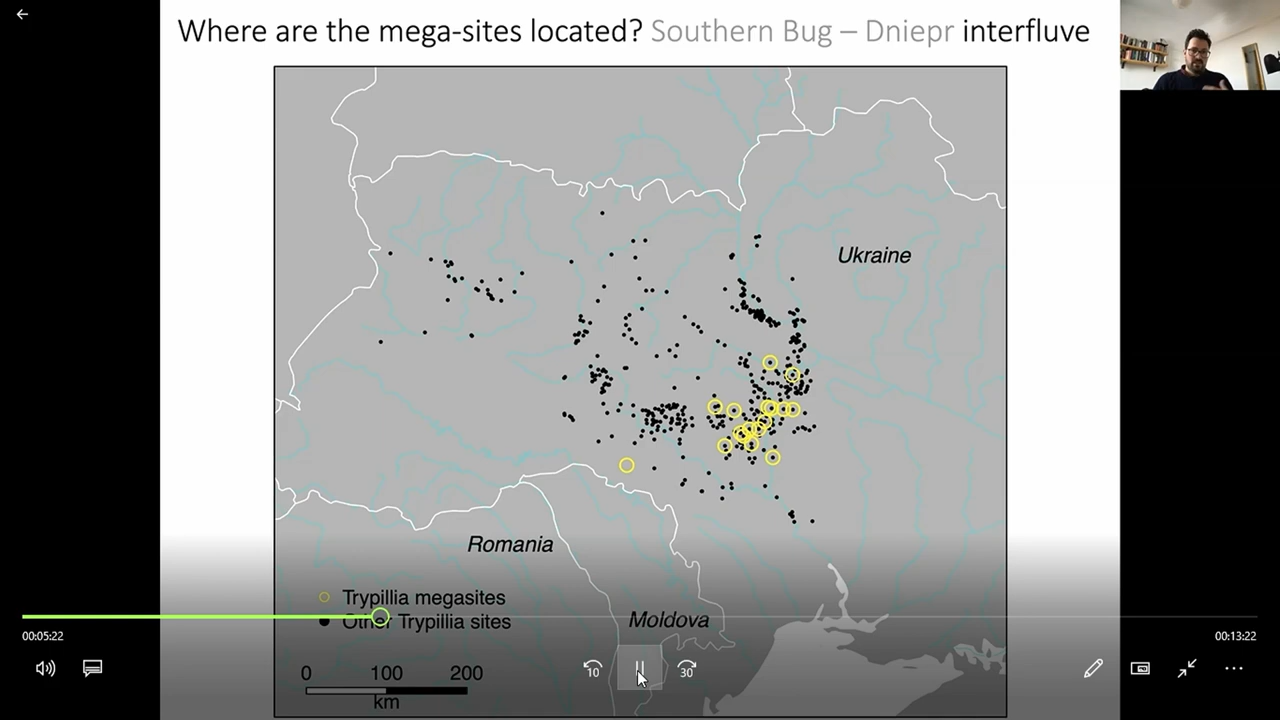 Where are the mega-sites located? Southern Bug – Dniepr interfluve
Ukraine
Romania
Trypillia megasites
Moldova
Other Trypillia sites
00:05:22
00:13:22
0 100 200
km
10
30